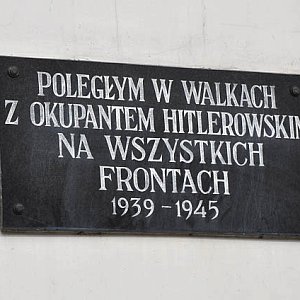 POLEGŁYM W WALKACH
Z OKUPANTEM HITLEROWSKIM
NA WSZYSTKICH
FRONTACH
1939-1945